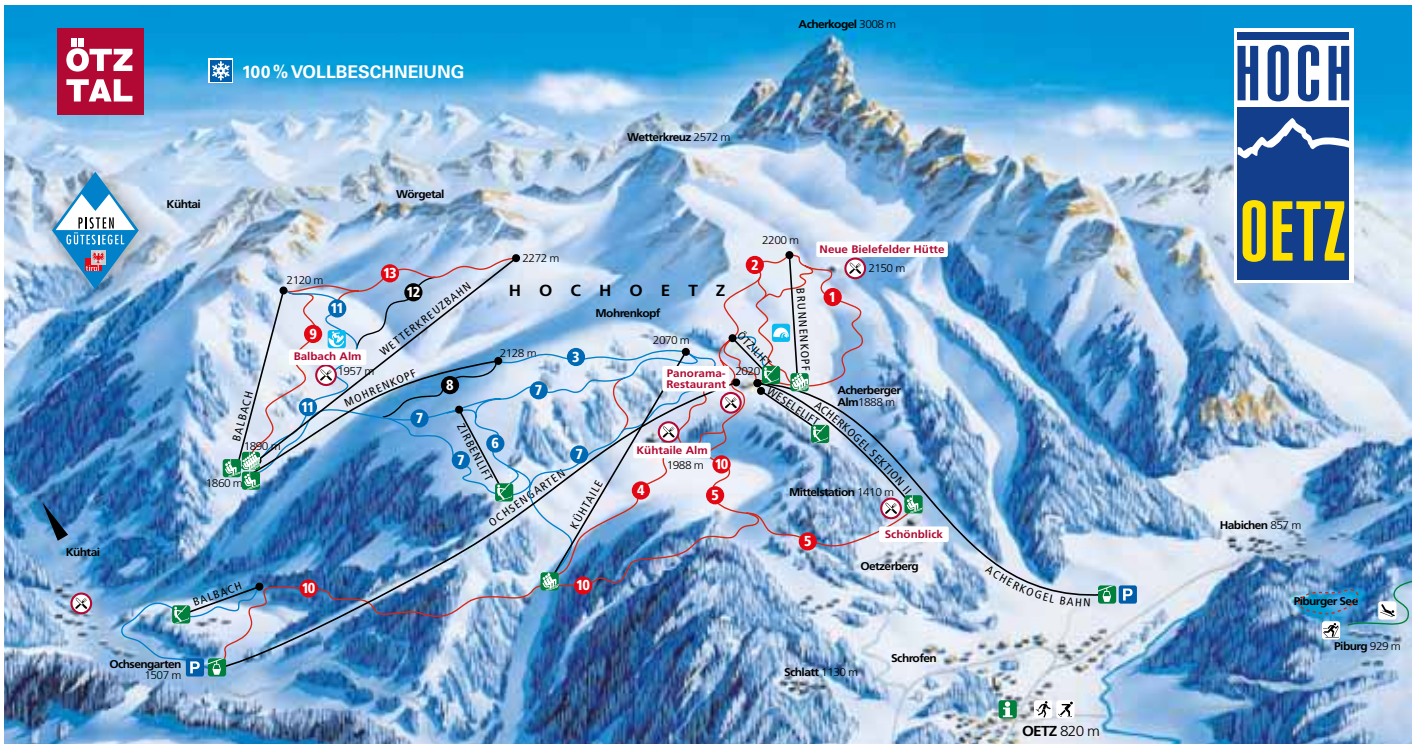 Acherkogel 3008 m
ÖTZ
TAL
100 % VOLLBESCHNEIUNG
HOCH
OETZ
Wetterkreuz 2572 m
PISTEN
GÜTESIEGEL
tirol
Kühtai
Wörgetal
2200 m
Neue Bielefelder Hütte
2150 m
2272 m
2120 m
13
12
11
2
1
HOCHOETZ
Mohrenkopf
BRUNNENKOPF
WETTERKREUZBAHN
9
Balbach Alm
1957 m
2128 m
3
2070 m
ÖTZILIFT
Panorama-
Restaurant
2020
MOHRENKOPF
8
7
Acherberger
Alm 1888 m
WESELELIFT
ACHERKOGEL SEKTION II
BALBACH
11
7
ZIRBENLIFT
6
7
7
Kühtaile Alm
1988 m
10
1890 m
1860 m
OCHSENGARTEN
KÜHTAILE
4
5
Mittelstation 1410 m
Schönblick
5
Kühtai
Habichen 857 m
Oetzerberg
ACHERKOGEL BAHN
P
BALBACH
10
10
Piburger See
Piburg 929 m
Ochsengarten
1507 m
P
Schlatt 1130 m
Schrofen
i
OETZ 820 m